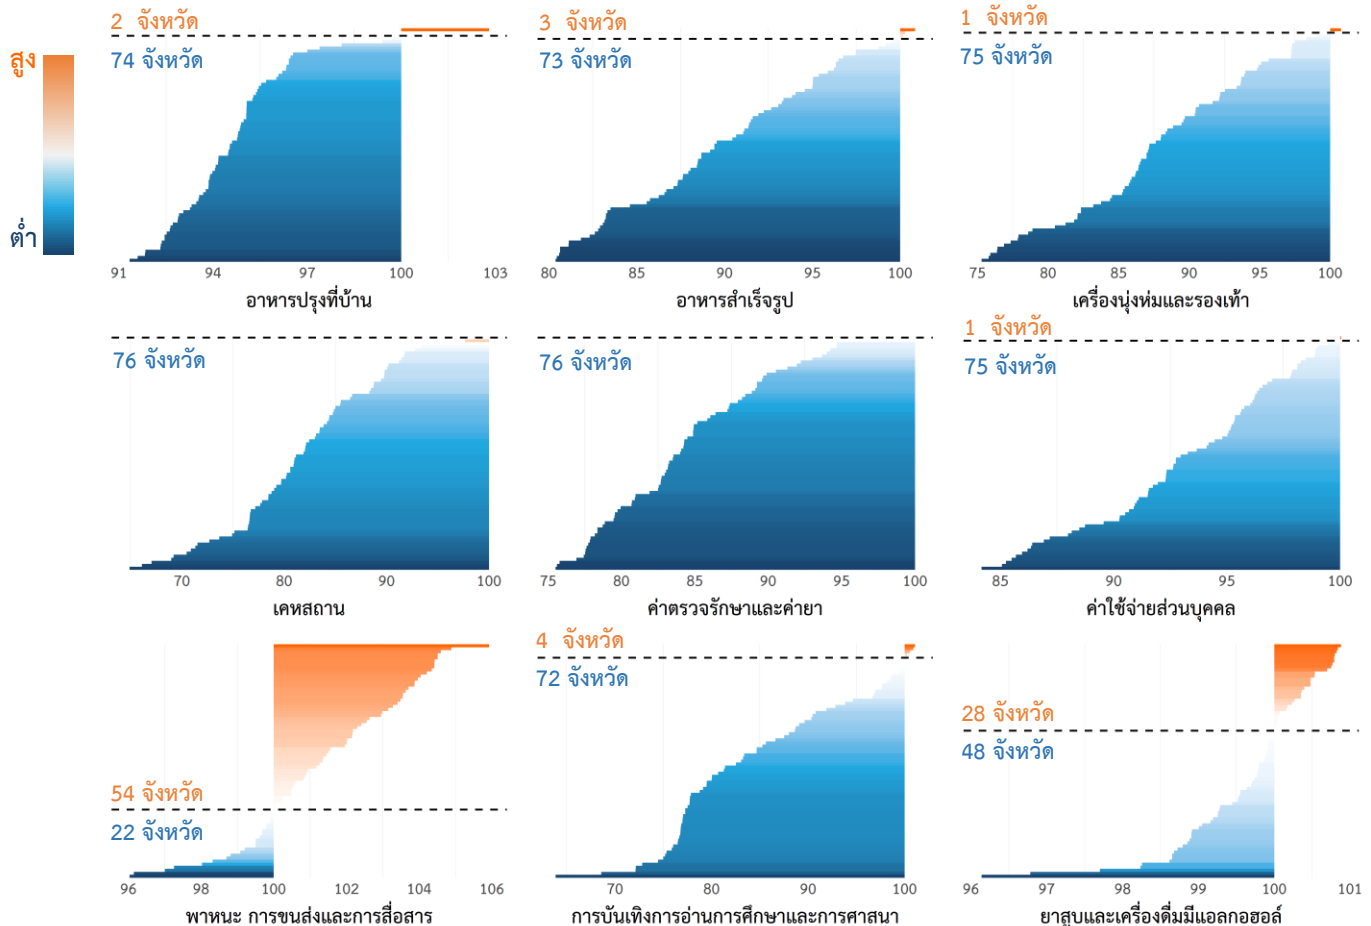 สูง
ต่ำ
2 จังหวัด
74 จังหวัด
91 94 97 100 103
อาหารปรุงที่บ้าน
3 จังหวัด
73 จังหวัด
80 85 90 95 100
อาหารสำเร็จรูป
1 จังหวัด
75 จังหวัด
75 80 85 90 95 100
เครื่องนุ่งห่มและรองเท้า
76 จังหวัด
70 80 90 100
เคหสถาน
76 จังหวัด
75 80 85 90 95 100
ค่าตรวจรักษาและค่ายา
1 จังหวัด
75 จังหวัด
85 90 95 100
ค่าใช้จ่ายส่วนบุคคล
54 จังหวัด
22 จังหวัด
96 98 100 102 104 106
พาหนะ การขนส่งและการสื่อสาร
4 จังหวัด
72 จังหวัด
70 80 90 100
การบันเทิงการอ่านการศึกษาและการศาสนา
28 จังหวัด
48 จังหวัด
96 97 98 99 100 101
ยาสูบและเครื่องดื่มมีแอลกอฮอล์